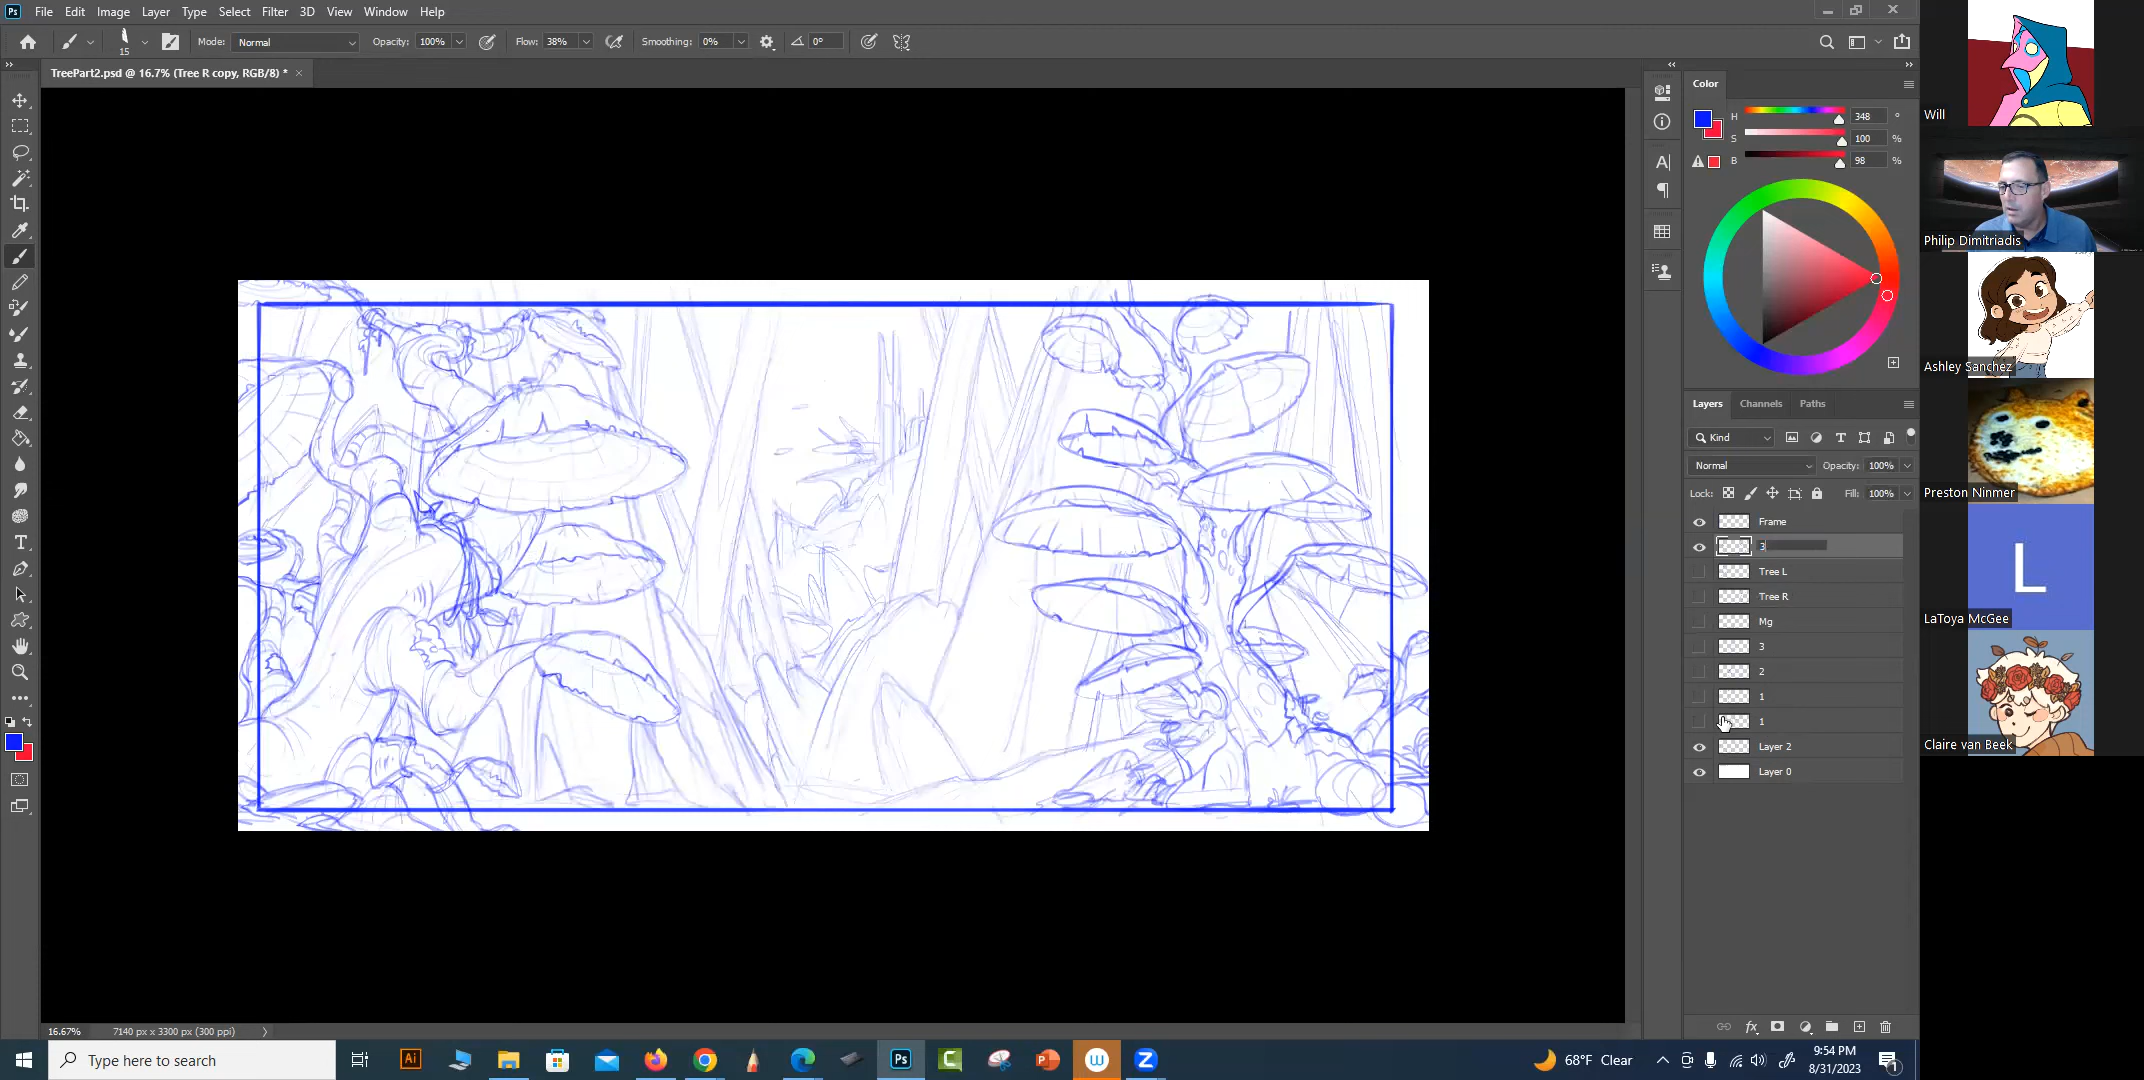 Ps File Edit Image Layer Type Select Filter 3D View Window Help
15 Mode: Normal Opacity: 100% Flow: 38% Smoothing: 0% 0°
TreePart2.psd @ 16.7% (Tree R copy, RGB/8) * ×
Color
H 348 °
S 100 %
B 98 %
Layers Channels Paths
Kind
Normal Opacity: 100%
Lock: Fill: 100%
Frame
3
Tree L
Tree R
Mg
3
2
1
1
Layer 2
Layer 0
fx
16.67% 7140 px x 3300 px (300 ppi)
Will
Philip Dimitriadis
Ashley Sanchez
Preston Ninmer
L
LaToya McGee
Claire van Beek
Type here to search
Ai
Ps
68°F Clear
9:54 PM
8/31/2023
1